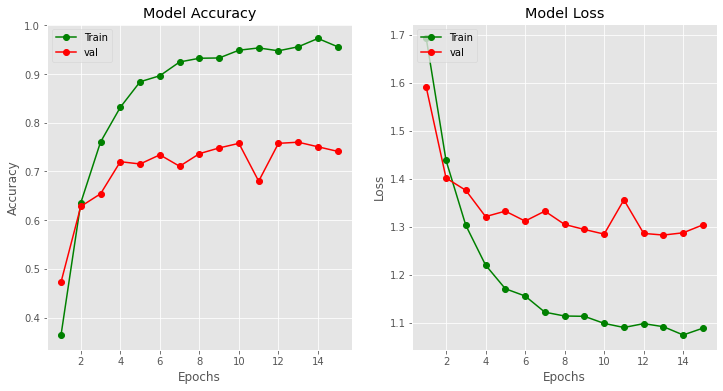 Model Accuracy
Train
val
1.0
0.9
0.8
0.7
0.6
0.5
0.4
Accuracy
2 4 6 8 10 12 14
Epochs
Model Loss
Train
val
1.7
1.6
1.5
1.4
1.3
1.2
1.1
Loss
2 4 6 8 10 12 14
Epochs